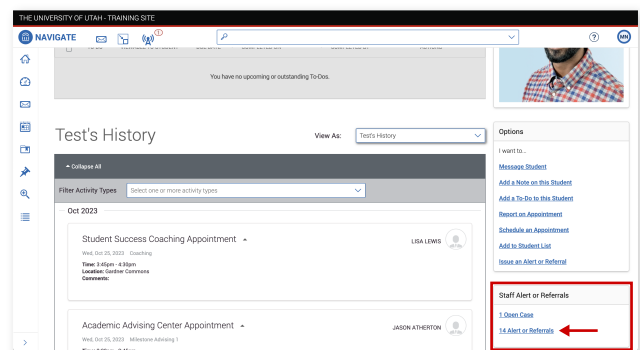 THE UNIVERSITY OF UTAH - TRAINING SITE
NAVIGATE
1
?
MN
You have no upcoming or outstanding To-Dos.
Test's History
View As:
Test's History
Collapse All
Filter Activity Types
Select one or more activity types
Oct 2023
Student Success Coaching Appointment
LISA LEWIS
Wed, Oct 25, 2023 Coaching
Time: 3:45pm - 4:30pm
Location: Gardner Commons
Comments:
Academic Advising Center Appointment
JASON ATHERTON
Wed, Oct 25, 2023 Milestone Advising 1
Options
I want to...
Message Student
Add a Note on this Student
Add a To-Do to this Student
Report on Appointment
Schedule an Appointment
Add to Student List
Issue an Alert or Referral
Staff Alert or Referrals
1 Open Case
14 Alert or Referrals